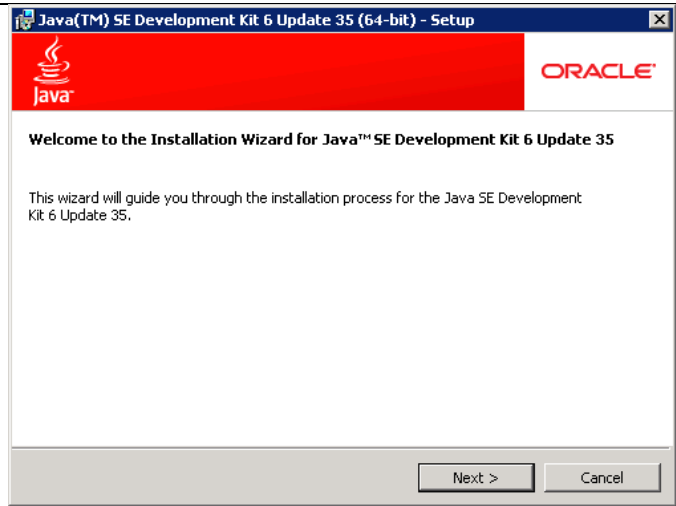 Java(TM) SE Development Kit 6 Update 35 (64-bit) - Setup
Java™
ORACLE®
Welcome to the Installation Wizard for Java™ SE Development Kit 6 Update 35
This wizard will guide you through the installation process for the Java SE Development
Kit 6 Update 35.
Next >
Cancel